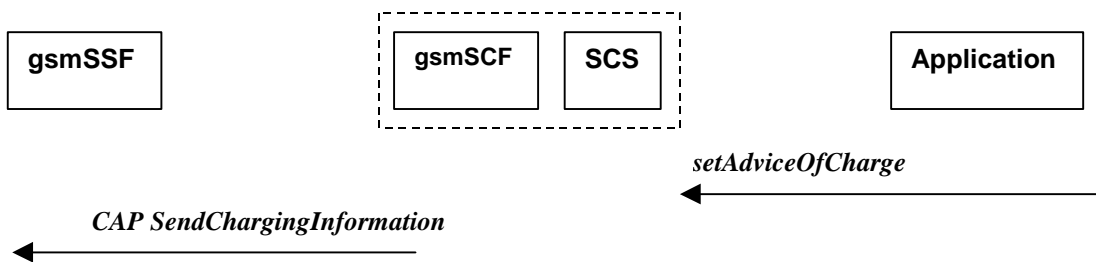 gsmSSF
gsmSCF
SCS
Application
setAdviceOfCharge
CAP SendChargingInformation